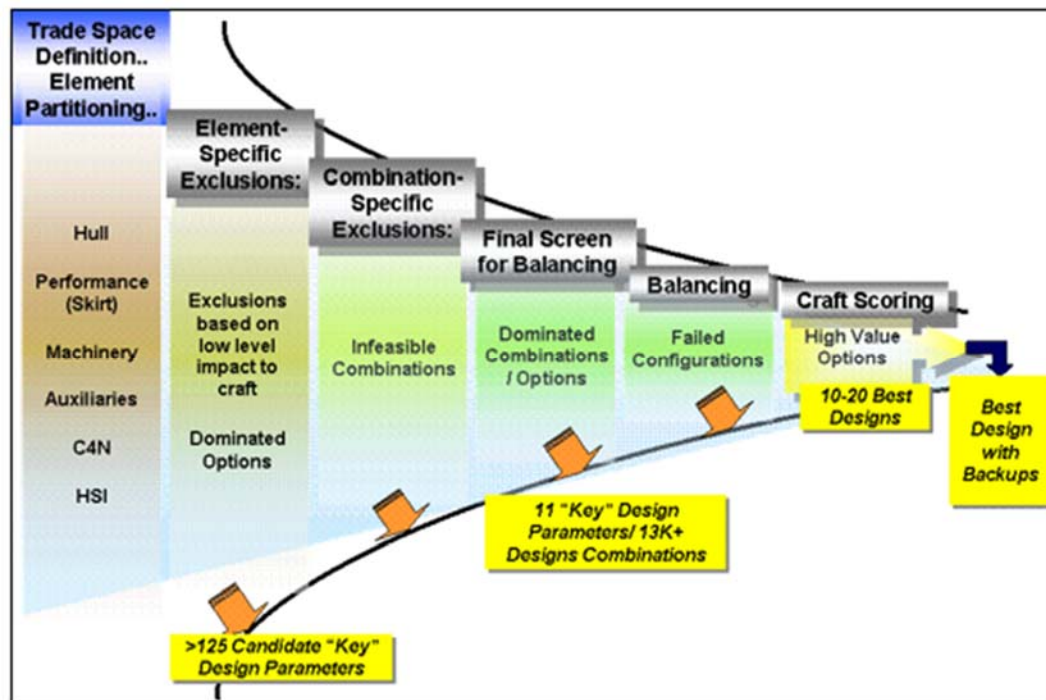 Trade Space
Definition..
Element
Partitioning..
Hull
Performance
(Skirt)
Machinery
Auxiliaries
C4N
HSI
Element-
Specific
Exclusions:
Exclusions
based on
low level
impact to
craft
Dominated
Options
Combination-
Specific
Exclusions:
Infeasible
Combinations
Final Screen
for Balancing
Dominated
Combinations
/ Options
Balancing
Failed
Configurations
Craft Scoring
High Value
Options
10-20 Best
Designs
Best
Design
with
Backups
11 "Key" Design
Parameters/ 13K+
Designs Combinations
>125 Candidate "Key"
Design Parameters